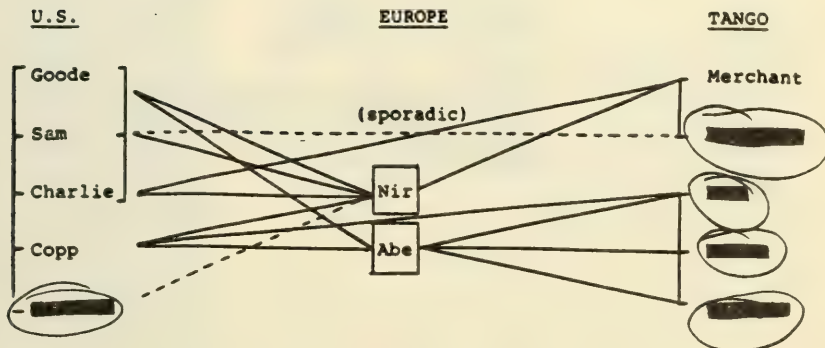 U.S. EUROPE TANGO
Goode Merchant
(sporadic)
Sam
Charlie Nir
Copp Abe